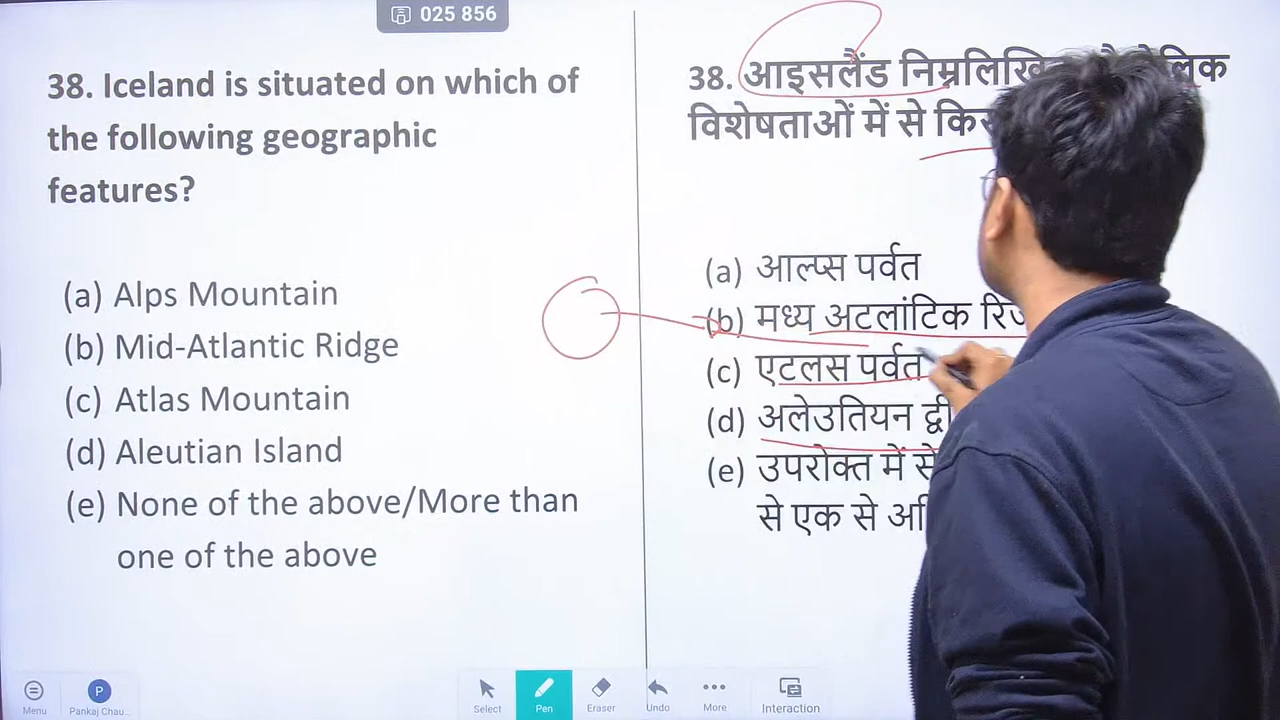 025 856
38. Iceland is situated on which of
the following geographic
features?
(a) Alps Mountain
(b) Mid-Atlantic Ridge
(c) Atlas Mountain
(d) Aleutian Island
(e) None of the above/More than
one of the above
38. आइसलैंड
विशेषताओं में से
(a) आल्प्स पर्वत
(b) मध्य अटलांटिक
(c) एटलस पर्वत
(d) अलेउतियन
(e) उपरोक्त में
से एक से
Menu
Pankaj Chau...
Select
Pen
Eraser
Undo
More
Interaction